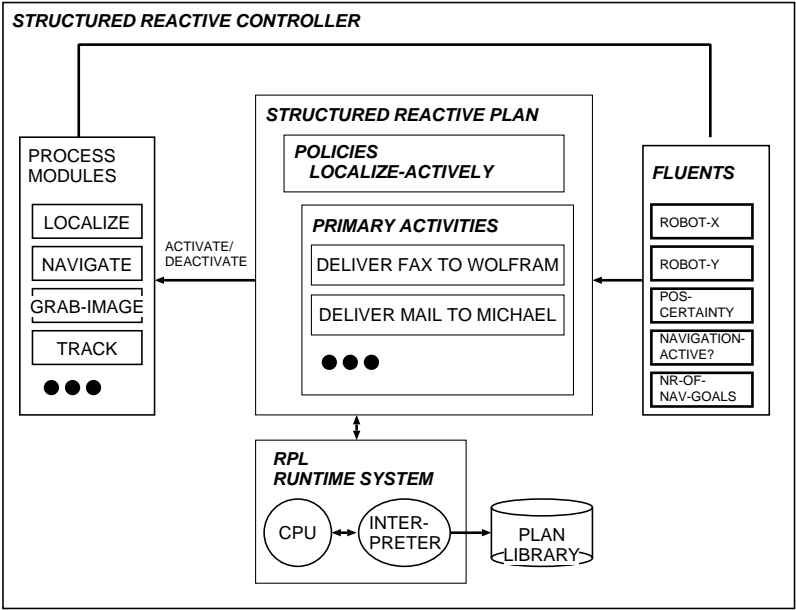 STRUCTURED REACTIVE CONTROLLER
PROCESS
MODULES
LOCALIZE
NAVIGATE
GRAB-IMAGE
TRACK
ACTIVATE/
DEACTIVATE
STRUCTURED REACTIVE PLAN
POLICIES
LOCALIZE-ACTIVELY
PRIMARY ACTIVITIES
DELIVER FAX TO WOLFRAM
DELIVER MAIL TO MICHAEL
FLUENTS
ROBOT-X
ROBOT-Y
POS-
CERTAINTY
NAVIGATION-
ACTIVE?
NR-OF-
NAV-GOALS
RPL
RUNTIME SYSTEM
CPU
INTER-
PRETER
PLAN
LIBRARY